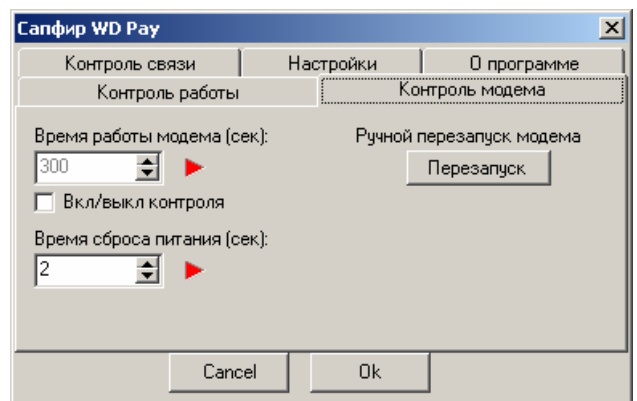 Сапфир WD Pay
Контроль связи Настройки О программе
Контроль работы Контроль модема
Время работы модема (сек): Ручной перезапуск модема
300 Перезапуск
Вкл/выкл контроля
Время сброса питания (сек):
2
Cancel Ok